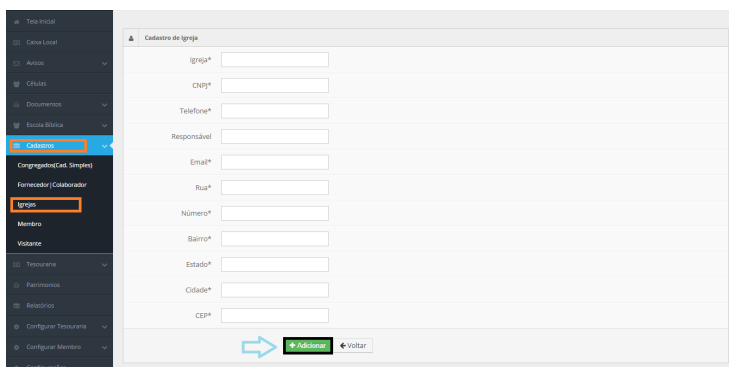 Tela Inicial
Caixa Local
Avisos
Células
Documentos
Escola Bíblica
Cadastros
Congregados(Cad. Simples)
Fornecedor|Colaborador
Igrejas
Membro
Visitante
Tesouraria
Patrimonios
Relatórios
Configurar Tesouraria
Configurar Membro
Cadastro de Igreja
Igreja*
CNPJ*
Telefone*
Responsável
Email*
Rua*
Número*
Bairro*
Estado*
Cidade*
CEP*
+ Adicionar
Voltar